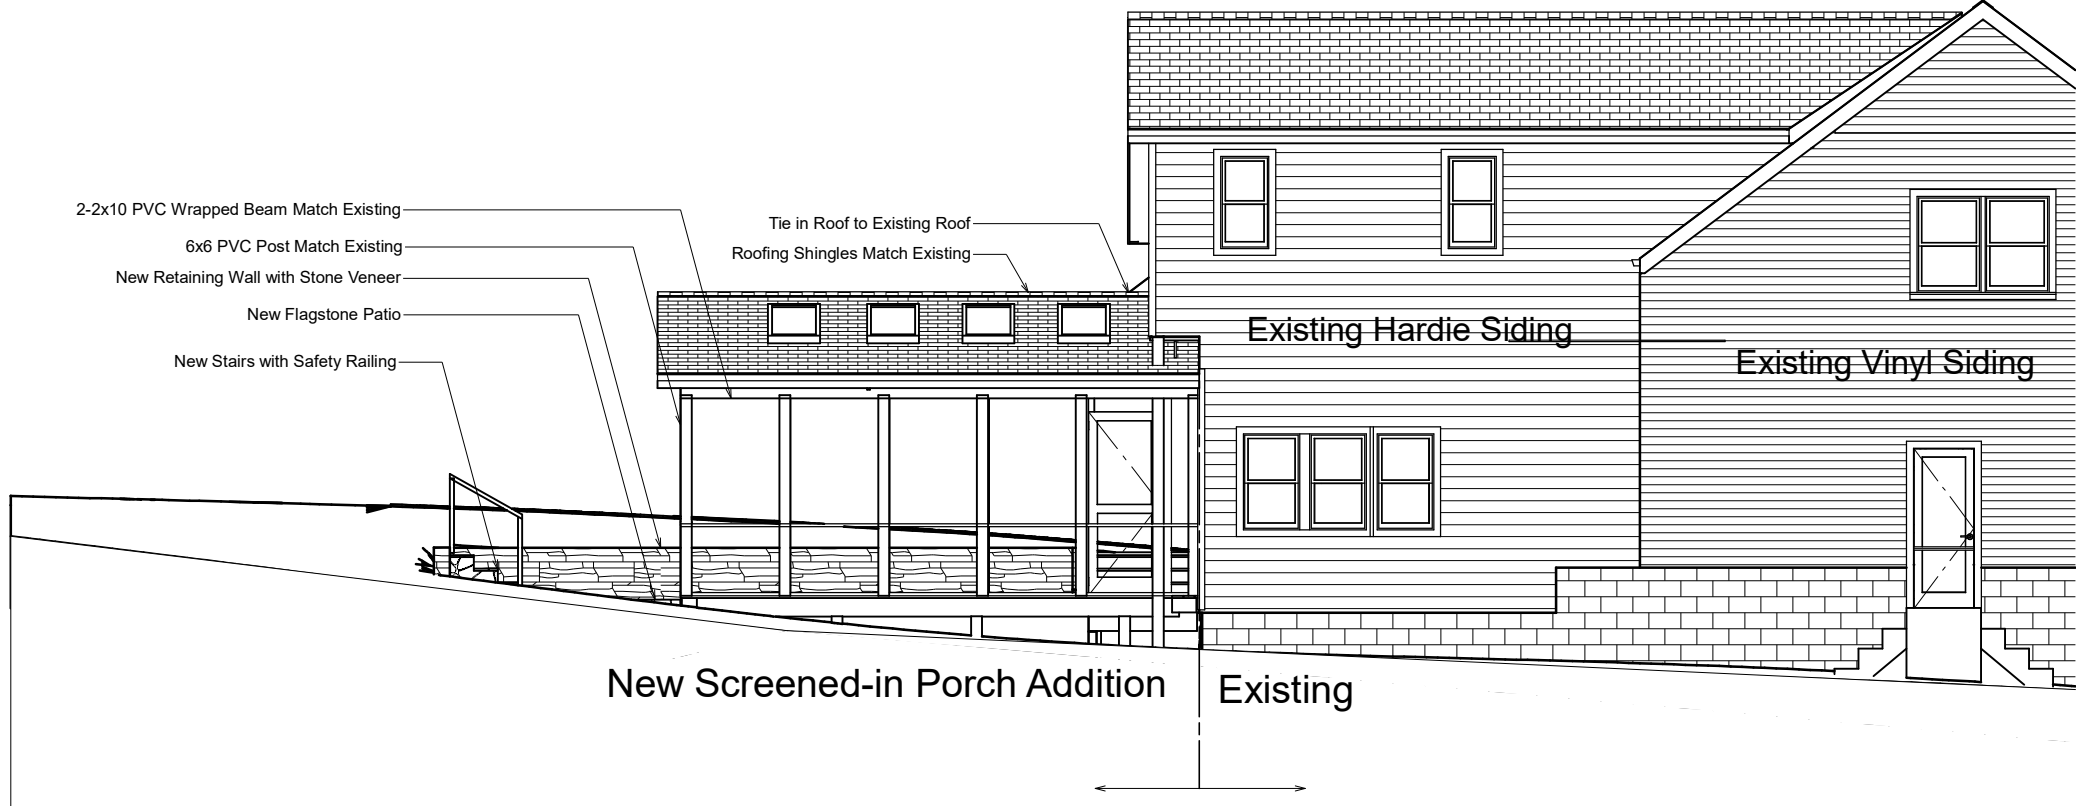 2-2x10 PVC Wrapped Beam Match Existing
6x6 PVC Post Match Existing
New Retaining Wall with Stone Veneer
New Flagstone Patio
New Stairs with Safety Railing
Tie in Roof to Existing Roof
Roofing Shingles Match Existing
Existing Hardie Siding
Existing Vinyl Siding
New Screened-in Porch Addition
Existing